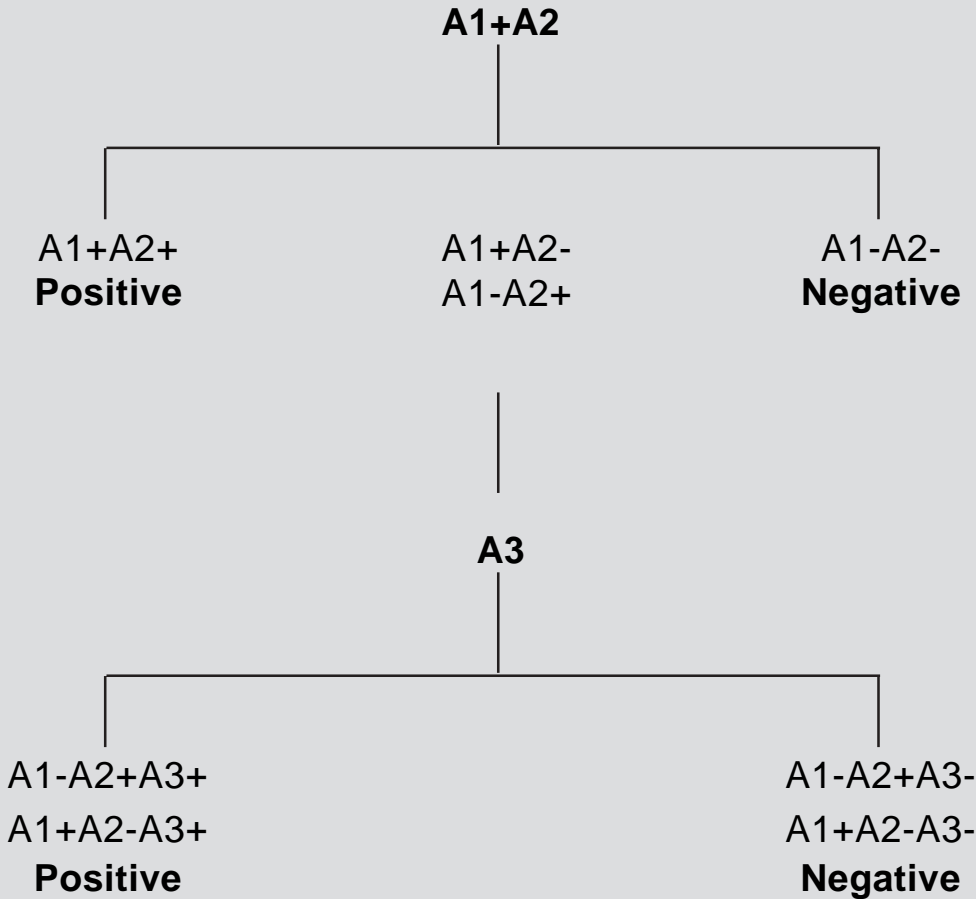 A1+A2
A1+A2+
Positive
A1+A2-
A1-A2+
A1-A2-
Negative
A3
A1-A2+A3+
A1+A2-A3+
Positive
A1-A2+A3-
A1+A2-A3-
Negative